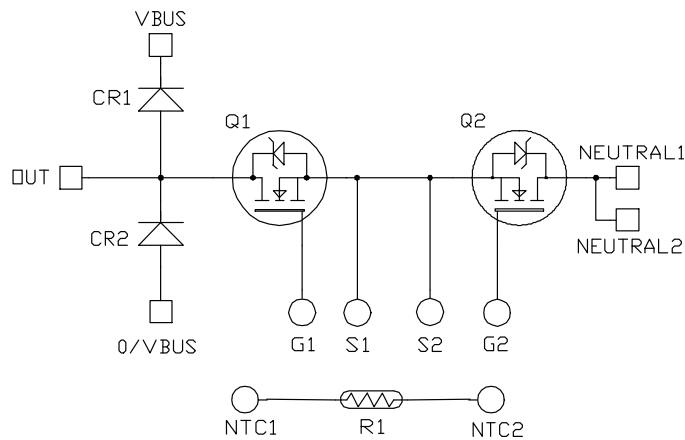 VBUS
CR1
Q1
Q2
OUT
NEUTRAL1
CR2
NEUTRAL2
0/VBUS
G1
S1
S2
G2
NTC1
R1
NTC2